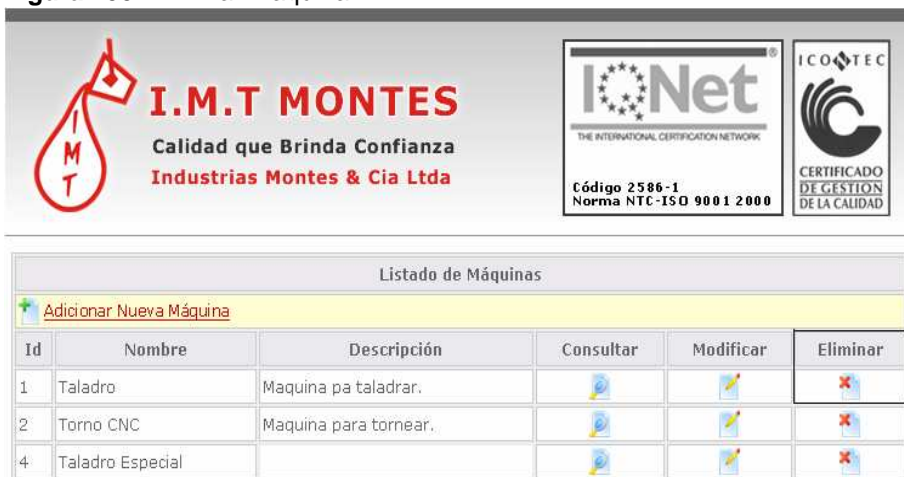 I.M.T MONTES
Calidad que Brinda Confianza
Industrias Montes & Cia Ltda
I
M
T
IQNet
®
THE INTERNATIONAL CERTIFICATION NETWORK
Código 2586-1
Norma NTC-ISO 9001 2000
ICONTEC
CERTIFICADO
DE GESTION
DE LA CALIDAD
Listado de Máquinas
Adicionar Nueva Máquina
Id Nombre Descripción Consultar Modificar Eliminar
1 Taladro Maquina pa taladrar.
2 Torno CNC Maquina para tornear.
4 Taladro Especial